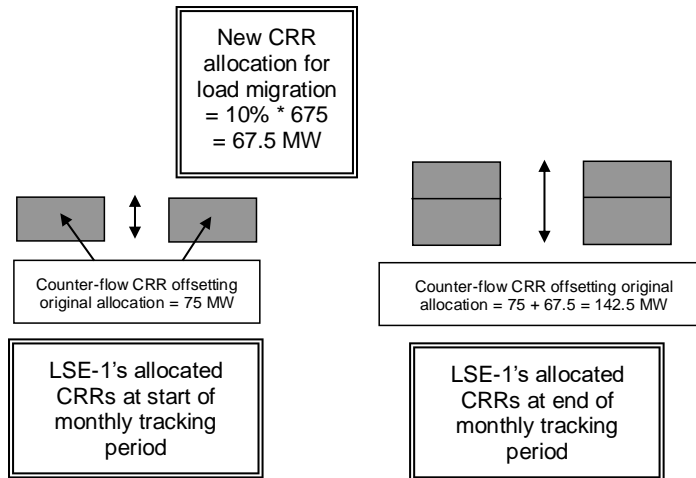 New CRR
allocation for
load migration
= 10% * 675
= 67.5 MW
Counter-flow CRR offsetting
original allocation = 75 MW
Counter-flow CRR offsetting original
allocation = 75 + 67.5 = 142.5 MW
LSE-1's allocated
CRRs at start of
monthly tracking
period
LSE-1's allocated
CRRs at end of
monthly tracking
period